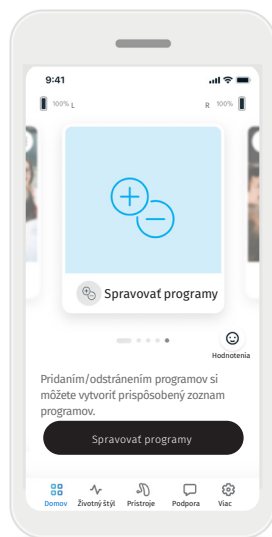 9:41
100% L
R 100%
Spravovať programy
Hodnotenia
Pridaním/odstránením programov si
môžete vytvoriť prispôsobený zoznam
programov.
Spravovať programy
Domov Životný štýl Prístroje Podpora Viac